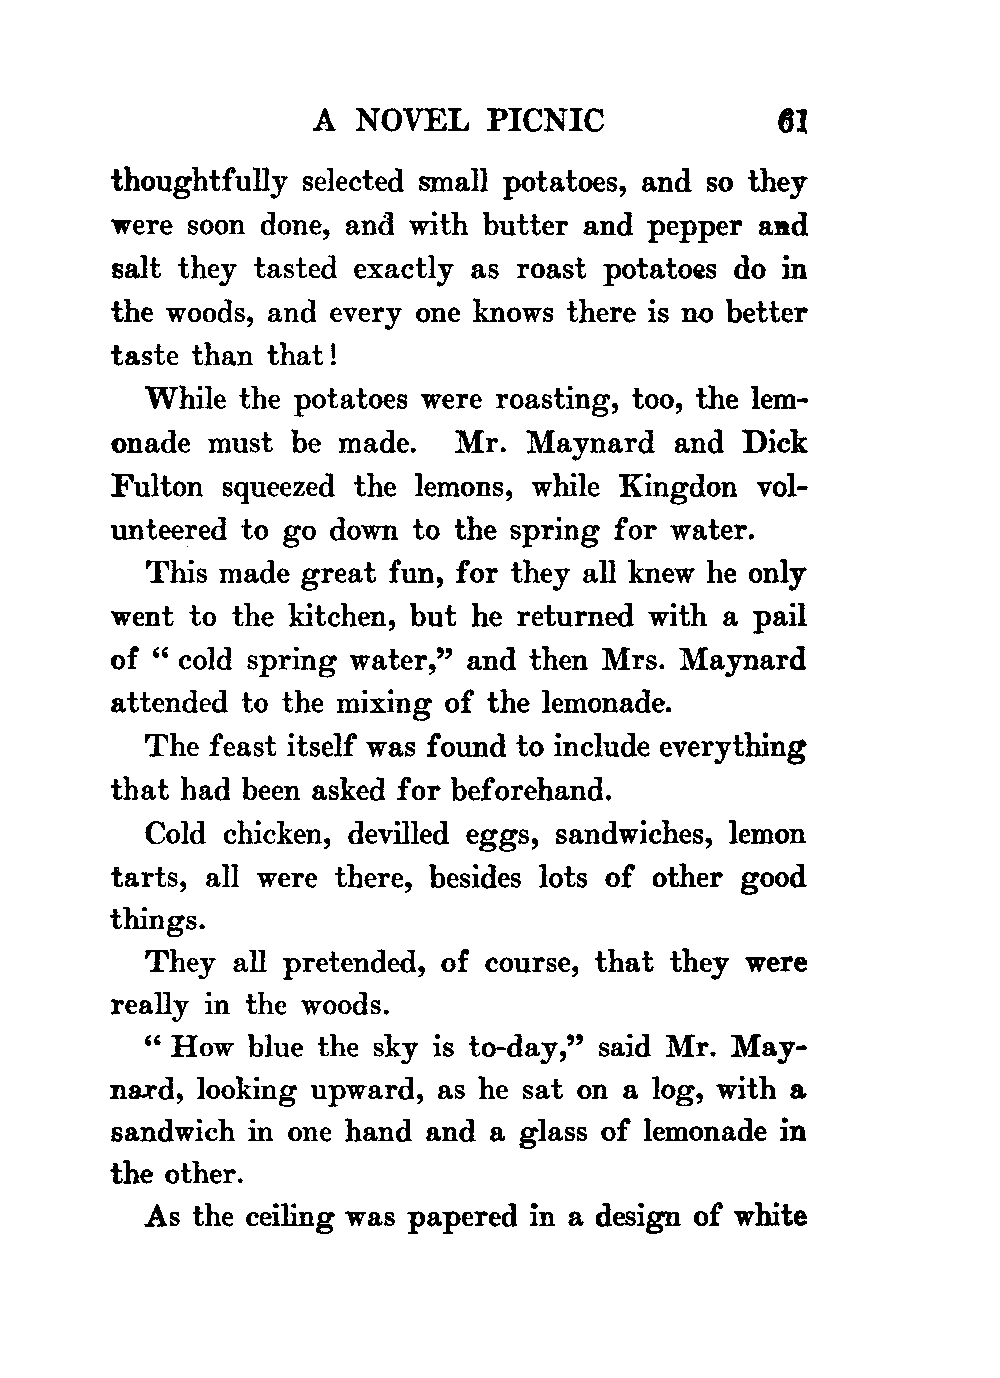 A NOVEL PICNIC 61
thoughtfully selected small potatoes, and so they
were soon done, and with butter and pepper and
salt they tasted exactly as roast potatoes do in
the woods, and every one knows there is no better
taste than that!
While the potatoes were roasting, too, the lem-
onade must be made. Mr. Maynard and Dick
Fulton squeezed the lemons, while Kingdon vol-
unteered to go down to the spring for water.
This made great fun, for they all knew he only
went to the kitchen, but he returned with a pail
of “ cold spring water,” and then Mrs. Maynard
attended to the mixing of the lemonade.
The feast itself was found to include everything
that had been asked for beforehand.
Cold chicken, devilled eggs, sandwiches, lemon
tarts, all were there, besides lots of other good
things.
They all pretended, of course, that they were
really in the woods.
“ How blue the sky is to-day,” said Mr. May-
nard, looking upward, as he sat on a log, with a
sandwich in one hand and a glass of lemonade in
the other.
As the ceiling was papered in a design of white